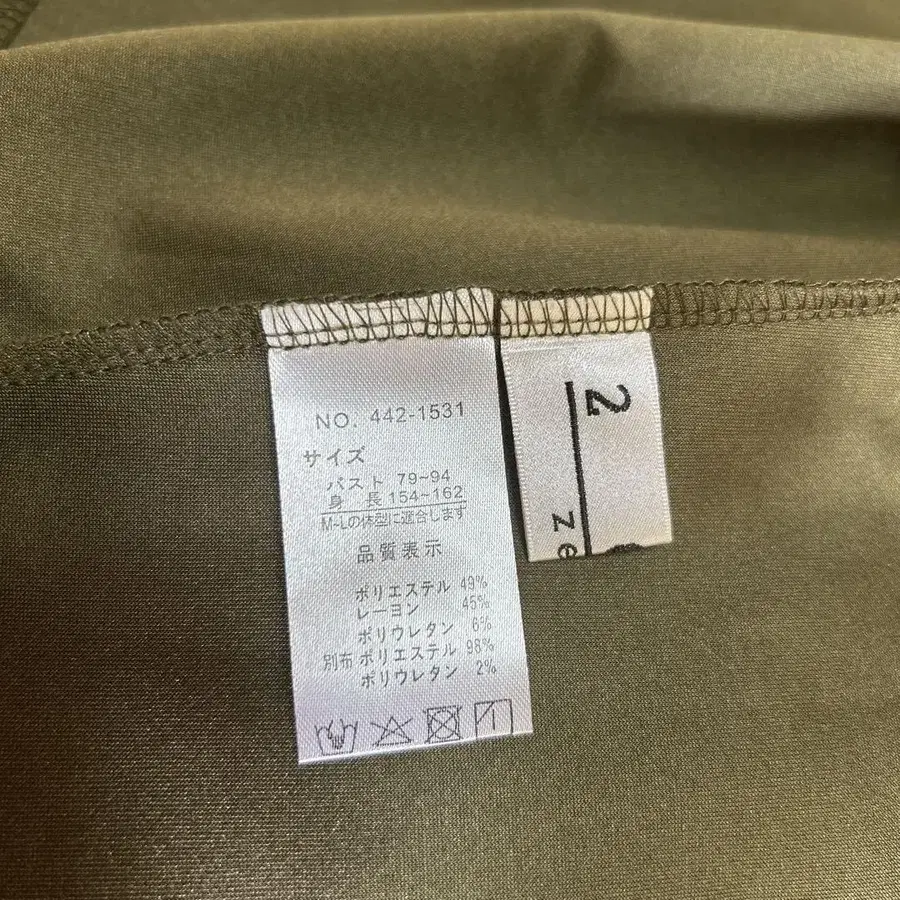 NO. 442-1531
サイズ
バスト 79~94
身 長 154~162
M~Lの体型に適合します
品質表示
ポリエステル 49%
レーヨン 45%
ポリウレタン 6%
別布 ポリエステル 98%
ポリウレタン 2%
2
ze